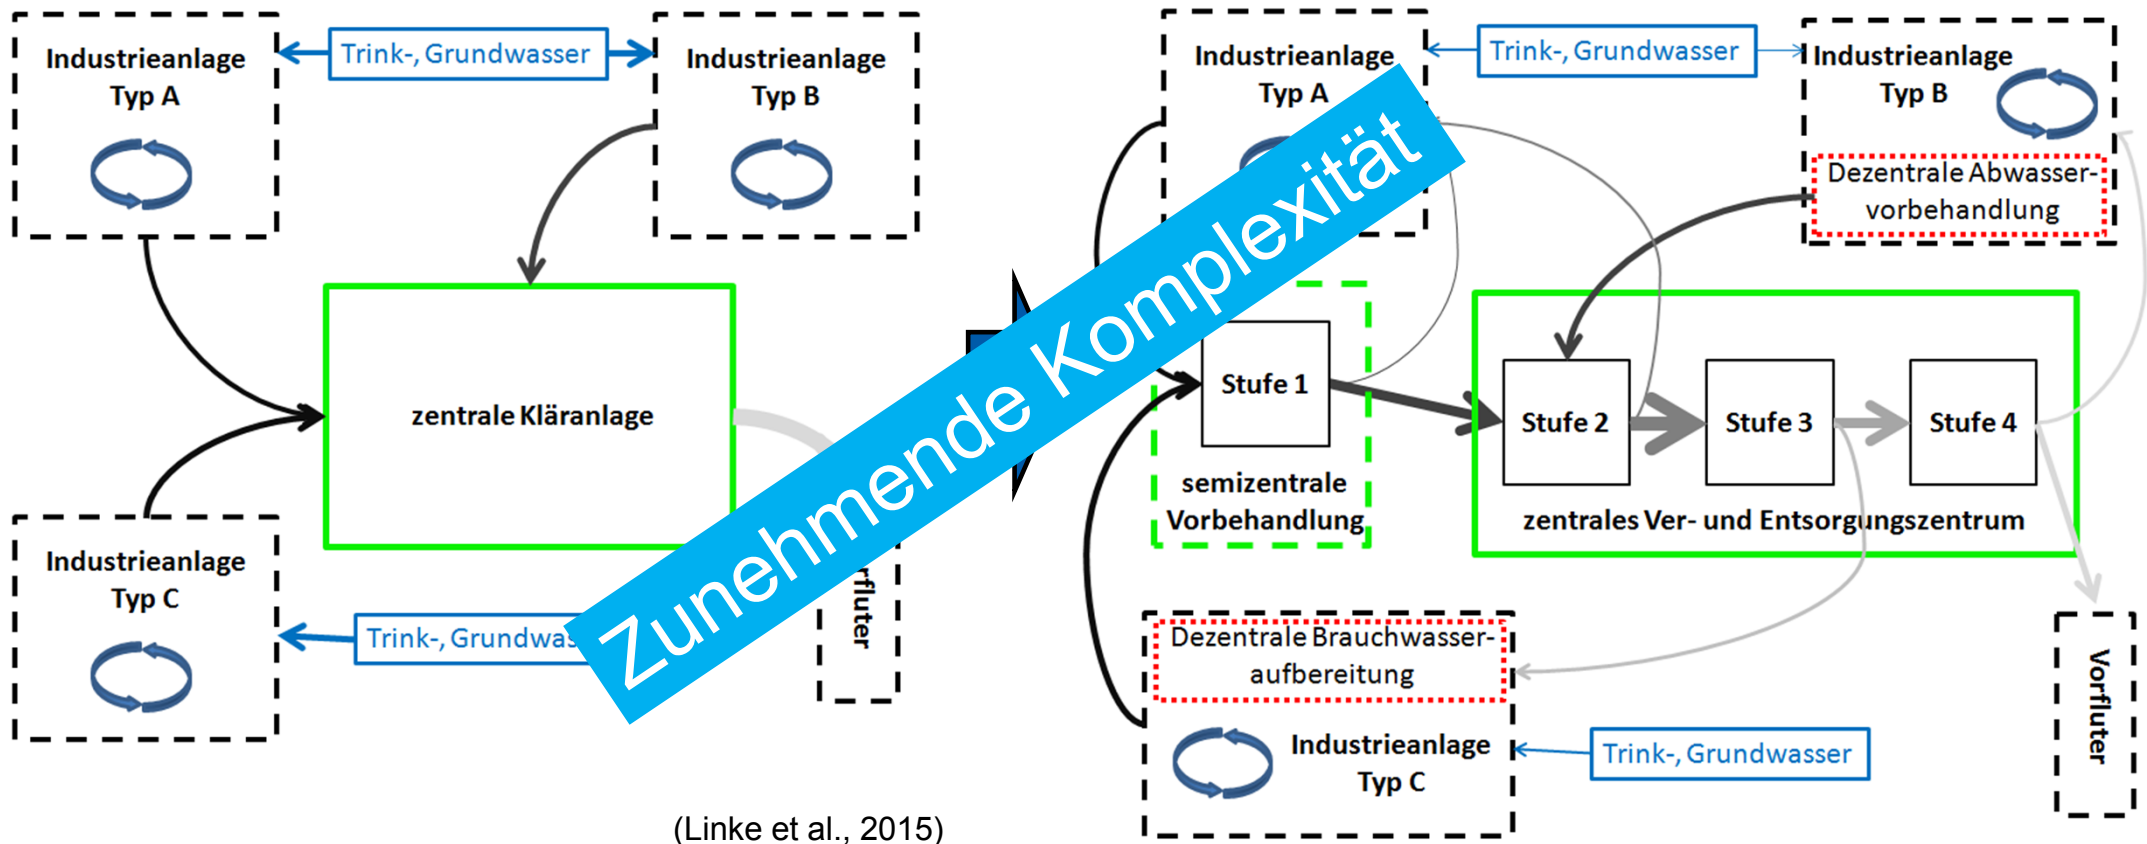 Industrieanlage
Typ A
Trink-, Grundwasser
Industrieanlage
Typ B
zentrale Kläranlage
Industrieanlage
Typ C
Trink-, Grundwas
rfluter
Zunehmende Komplexität
(Linke et al., 2015)
Industrieanlage
Typ A
Trink-, Grundwasser
Industrieanlage
Typ B
Dezentrale Abwasser-
vorbehandlung
Stufe 1
semizentrale
Vorbehandlung
Stufe 2
Stufe 3
Stufe 4
zentrales Ver- und Entsorgungszentrum
Dezentrale Brauchwasser-
aufbereitung
Industrieanlage
Typ C
Trink-, Grundwasser
Vorfluter